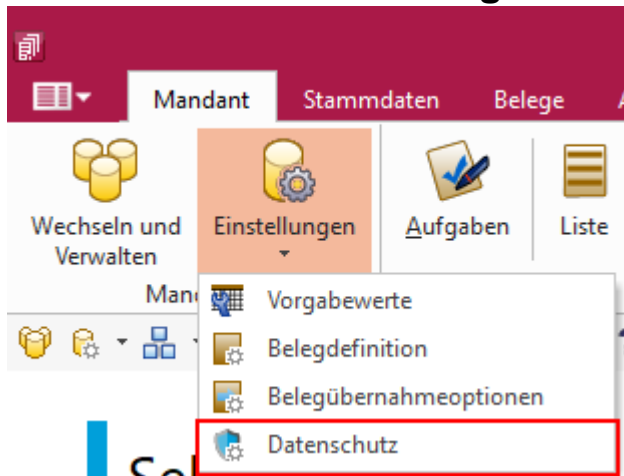 Mandant Stammdaten Belege
Wechseln und Verwalten
Einstellungen
Aufgaben
Liste
Vorgabewerte
Belegdefinition
Belegübernahmeoptionen
Datenschutz